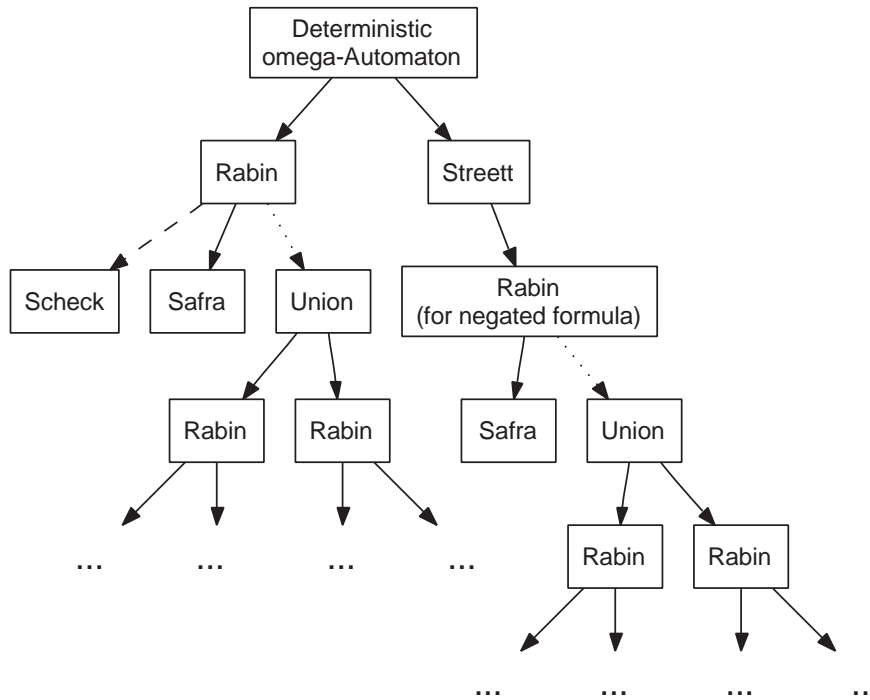 Deterministic
omega-Automaton
Rabin
Streett
Scheck
Safra
Union
Rabin
(for negated formula)
Rabin
Rabin
Safra
Union
...
...
...
...
Rabin
Rabin
...
...
...
..